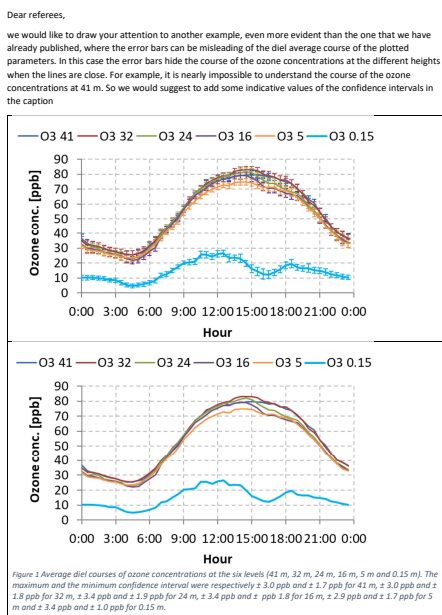 Dear referees,
we would like to draw your attention to another example, even more evident than the one that we have
already published, where the error bars can be misleading of the diel average course of the plotted
parameters. In this case the error bars hide the course of the ozone concentrations at the different heights
when the lines are close. For example, it is nearly impossible to understand the course of the ozone
concentrations at 41 m. So we would suggest to add some indicative values of the confidence intervals in
the caption
O3 41 O3 32 O3 24 O3 16 O3 5 O3 0.15
Ozone conc. [ppb]
90
80
70
60
50
40
30
20
10
0
0:00 3:00 6:00 9:00 12:00 15:00 18:00 21:00 0:00
Hour
O3 41 O3 32 O3 24 O3 16 O3 5 O3 0.15
Ozone conc. [ppb]
90
80
70
60
50
40
30
20
10
0
0:00 3:00 6:00 9:00 12:00 15:00 18:00 21:00 0:00
Hour
Figure 1 Average diel courses of ozone concentrations at the six levels (41 m, 32 m, 24 m, 16 m, 5 m and 0.15 m). The
maximum and the minimum confidence interval were respectively ± 3.0 ppb and ± 1.7 ppb for 41 m, ± 3.0 ppb and ±
1.8 ppb for 32 m, ± 3.4 ppb and ± 1.9 ppb for 24 m, ± 3.4 ppb and ± ppb 1.8 for 16 m, ± 2.9 ppb and ± 1.7 ppb for 5
m and ± 3.4 ppb and ± 1.0 ppb for 0.15 m.